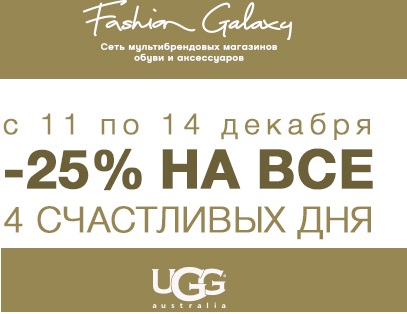 Fashion Galaxy
Сеть мультибрендовых магазинов
обуви и аксессуаров
с 11 по 14 декабря
-25% НА ВСЕ
4 СЧАСТЛИВЫХ ДНЯ
UGG®
australia